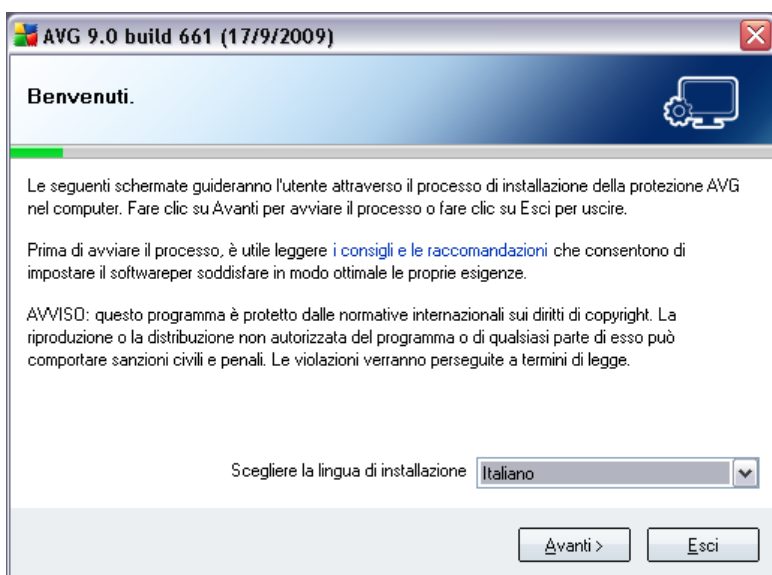 AVG 9.0 build 661 (17/9/2009)
Benvenuti.
Le seguenti schermate guideranno l'utente attraverso il processo di installazione della protezione AVG
nel computer. Fare clic su Avanti per avviare il processo o fare clic su Esci per uscire.
Prima di avviare il processo, è utile leggere i consigli e le raccomandazioni che consentono di
impostare il softwareper soddisfare in modo ottimale le proprie esigenze.
AVVISO: questo programma è protetto dalle normative internazionali sui diritti di copyright. La
riproduzione o la distribuzione non autorizzata del programma o di qualsiasi parte di esso può
comportare sanzioni civili e penali. Le violazioni verranno perseguite a termini di legge.
Scegliere la lingua di installazione Italiano
Avanti > Esci